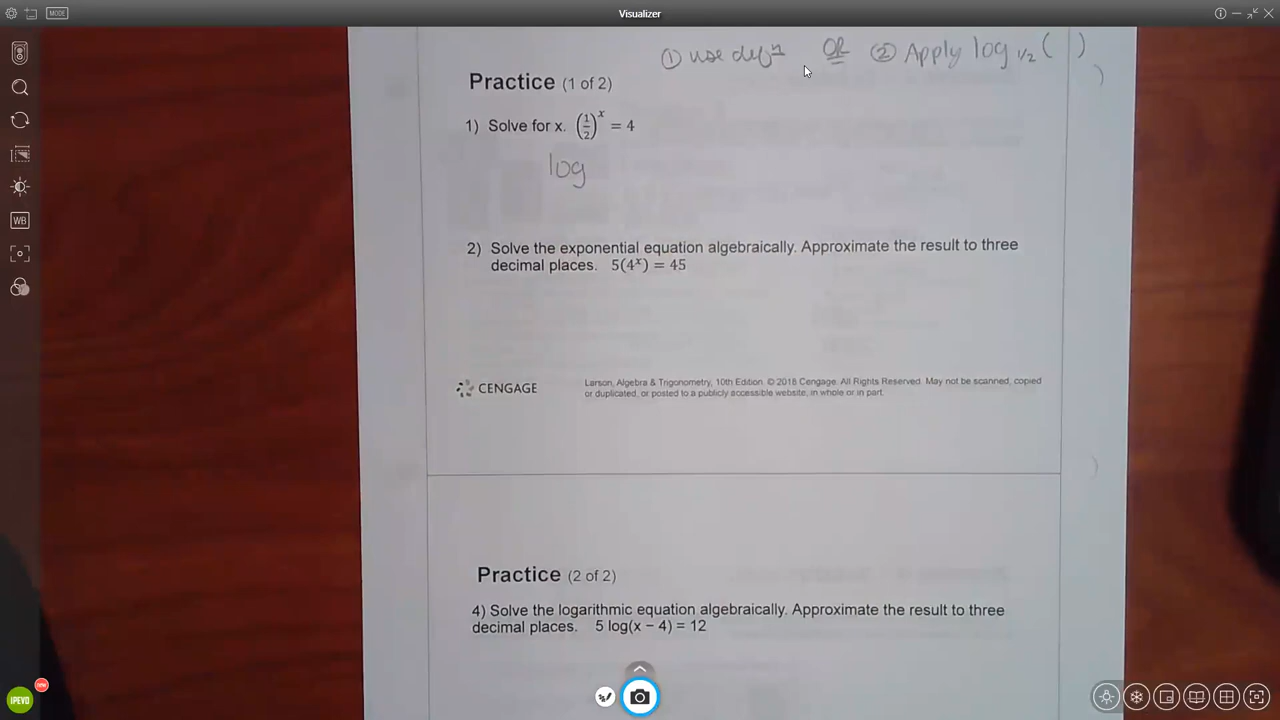 MODE
Visualizer
① use defn OR ② Apply log 1/2 ( )
Practice (1 of 2)
1) Solve for x. (1/2)^x = 4
log
2) Solve the exponential equation algebraically. Approximate the result to three
decimal places. 5(4^x) = 45
CENGAGE
Larson, Algebra & Trigonometry, 10th Edition. © 2018 Cengage. All Rights Reserved. May not be scanned, copied
or duplicated, or posted to a publicly accessible website, in whole or in part.
Practice (2 of 2)
4) Solve the logarithmic equation algebraically. Approximate the result to three
decimal places. 5 log(x − 4) = 12
WB
IPEVO